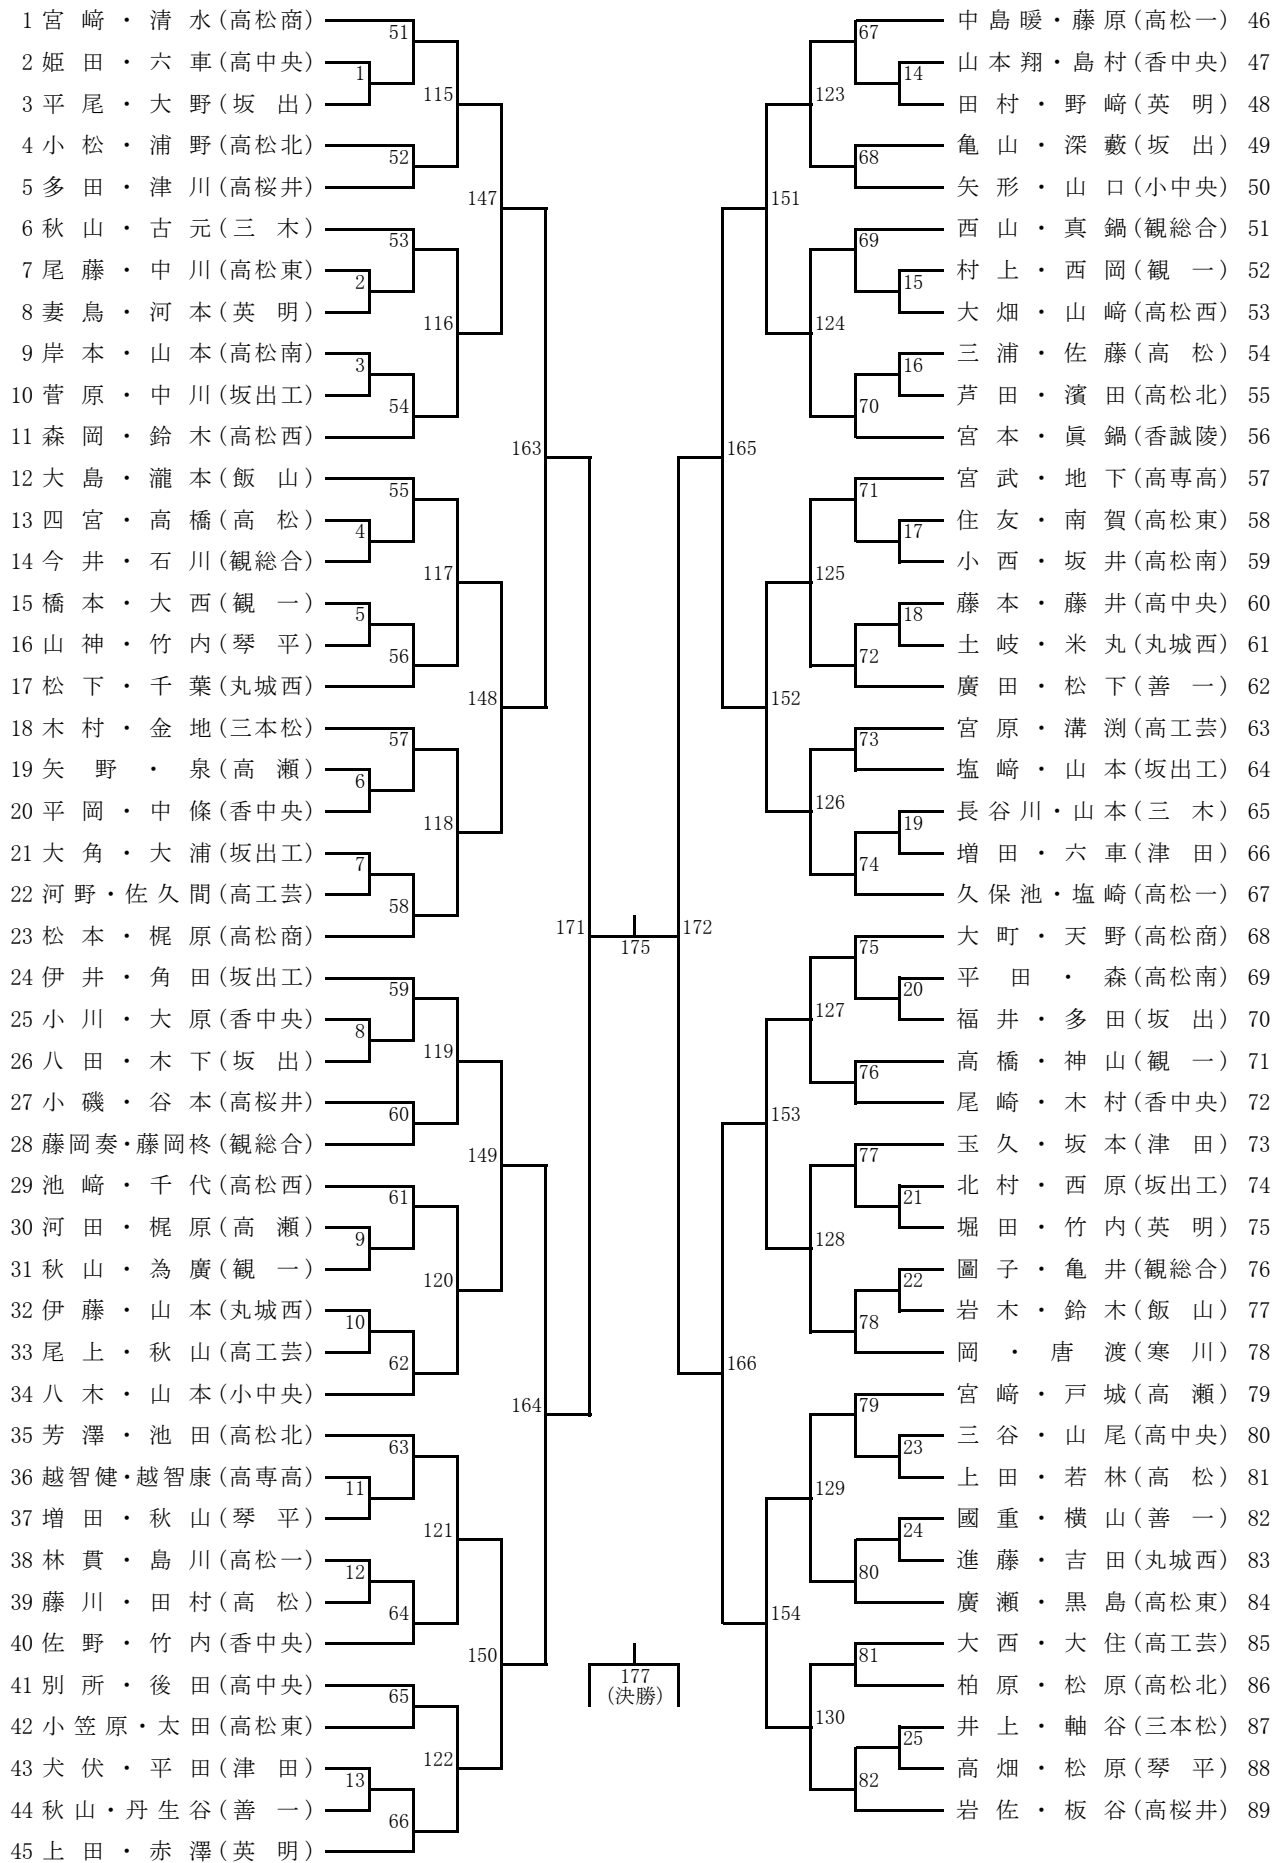 1 宮﨑・清水(高松商)
2 姫田・六車(高中央)
3 平尾・大野(坂出)
4 小松・浦野(高松北)
5 多田・津川(高桜井)
6 秋山・古元(三木)
7 尾藤・中川(高松東)
8 妻鳥・河本(英明)
9 岸本・山本(高松南)
10 菅原・中川(坂出工)
11 森岡・鈴木(高松西)
12 大島・瀧本(飯山)
13 四宮・高橋(高松)
14 今井・石川(観総合)
15 橋本・大西(観一)
16 山神・竹内(琴平)
17 松下・千葉(丸城西)
18 木村・金地(三本松)
19 矢野・泉(高瀬)
20 平岡・中條(香中央)
21 大角・大浦(坂出工)
22 河野・佐久間(高工芸)
23 松本・梶原(高松商)
24 伊井・角田(坂出工)
25 小川・大原(香中央)
26 八田・木下(坂出)
27 小磯・谷本(高桜井)
28 藤岡奏・藤岡柊(観総合)
29 池﨑・千代(高松西)
30 河田・梶原(高瀬)
31 秋山・為廣(観一)
32 伊藤・山本(丸城西)
33 尾上・秋山(高工芸)
34 八木・山本(小中央)
35 芳澤・池田(高松北)
36 越智健・越智康(高専高)
37 増田・秋山(琴平)
38 林貫・島川(高松一)
39 藤川・田村(高松)
40 佐野・竹内(香中央)
41 別所・後田(高中央)
42 小笠原・太田(高松東)
43 犬伏・平田(津田)
44 秋山・丹生谷(善一)
45 上田・赤澤(英明)
1
2
3
4
5
6
7
8
9
10
11
12
13
51
52
53
54
55
56
57
58
59
60
61
62
63
64
65
66
115
116
117
118
119
120
121
122
147
148
149
150
163
164
171
175
177
(決勝)
172
165
166
151
152
153
154
123
124
125
126
127
128
129
130
67
68
69
70
71
72
73
74
75
76
77
78
79
80
81
82
14
15
16
17
18
19
20
21
22
23
24
25
中島暖・藤原(高松一) 46
山本翔・島村(香中央) 47
田村・野﨑(英明) 48
亀山・深藪(坂出) 49
矢形・山口(小中央) 50
西山・真鍋(観総合) 51
村上・西岡(観一) 52
大畑・山﨑(高松西) 53
三浦・佐藤(高松) 54
芦田・濱田(高松北) 55
宮本・眞鍋(香誠陵) 56
宮武・地下(高専高) 57
住友・南賀(高松東) 58
小西・坂井(高松南) 59
藤本・藤井(高中央) 60
土岐・米丸(丸城西) 61
廣田・松下(善一) 62
宮原・溝渕(高工芸) 63
塩﨑・山本(坂出工) 64
長谷川・山本(三木) 65
増田・六車(津田) 66
久保池・塩崎(高松一) 67
大町・天野(高松商) 68
平田・森(高松南) 69
福井・多田(坂出) 70
高橋・神山(観一) 71
尾崎・木村(香中央) 72
玉久・坂本(津田) 73
北村・西原(坂出工) 74
堀田・竹内(英明) 75
圖子・亀井(観総合) 76
岩木・鈴木(飯山) 77
岡・唐渡(寒川) 78
宮﨑・戸城(高瀬) 79
三谷・山尾(高中央) 80
上田・若林(高松) 81
國重・横山(善一) 82
進藤・吉田(丸城西) 83
廣瀬・黒島(高松東) 84
大西・大住(高工芸) 85
柏原・松原(高松北) 86
井上・軸谷(三本松) 87
高畑・松原(琴平) 88
岩佐・板谷(高桜井) 89